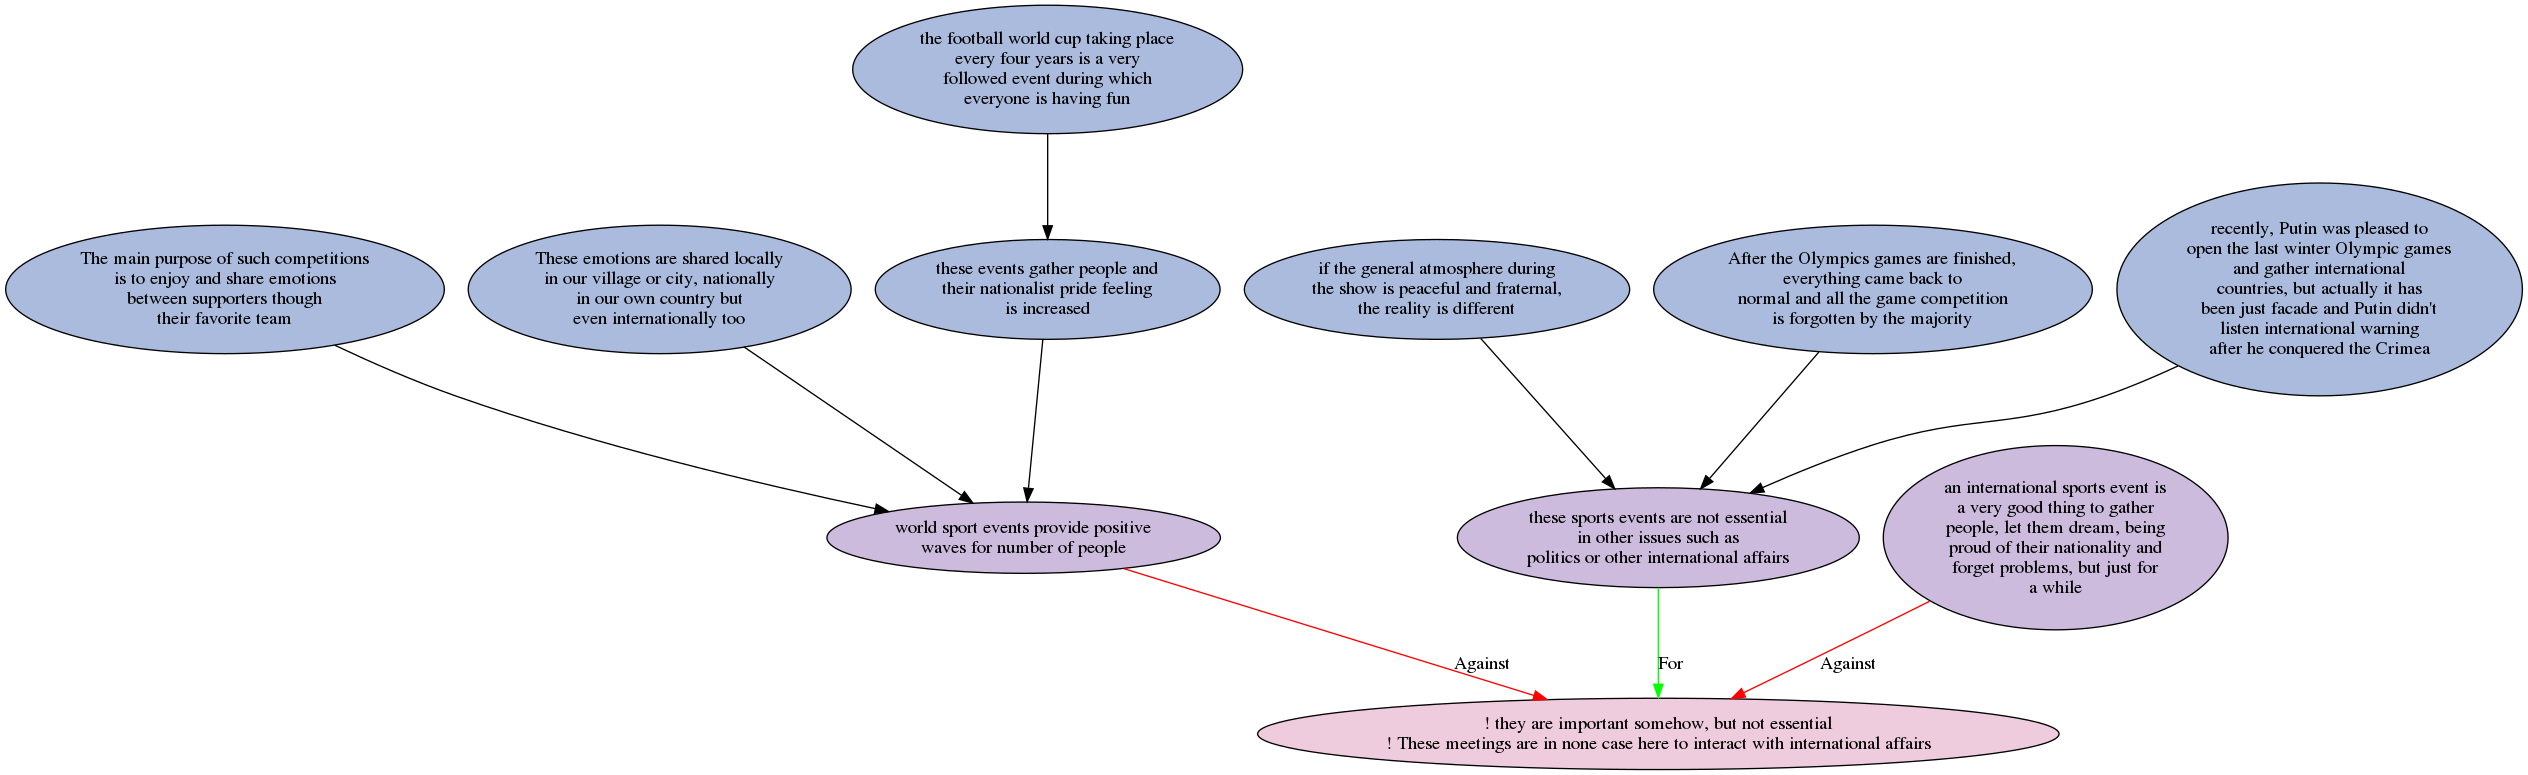 the football world cup taking place
every four years is a very
followed event during which
everyone is having fun
The main purpose of such competitions
is to enjoy and share emotions
between supporters though
their favorite team
These emotions are shared locally
in our village or city, nationally
in our own country but
even internationally too
these events gather people and
their nationalist pride feeling
is increased
if the general atmosphere during
the show is peaceful and fraternal,
the reality is different
After the Olympics games are finished,
everything came back to
normal and all the game competition
is forgotten by the majority
recently, Putin was pleased to
open the last winter Olympic games
and gather international
countries, but actually it has
been just facade and Putin didn't
listen international warning
after he conquered the Crimea
world sport events provide positive
waves for number of people
these sports events are not essential
in other issues such as
politics or other international affairs
an international sports event is
a very good thing to gather
people, let them dream, being
proud of their nationality and
forget problems, but just for
a while
Against
For
Against
! they are important somehow, but not essential
! These meetings are in none case here to interact with international affairs